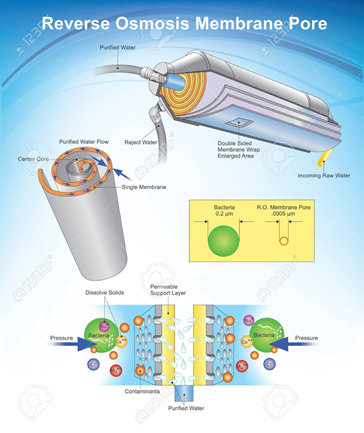 Reverse Osmosis Membrane Pore
Purified Water
Reject Water
Double Sided
Membrane Wrap
Enlarged Area
Incoming Raw Water
Purified Water Flow
Center Core
Single Membrane
Bacteria
0.2 µm
R.O. Membrane Pore
.0005 µm
Permeable
Support Layer
Dissolve Solids
Bacteria
Bacteria
Pressure
Pressure
Contaminants
Purified Water
123RF